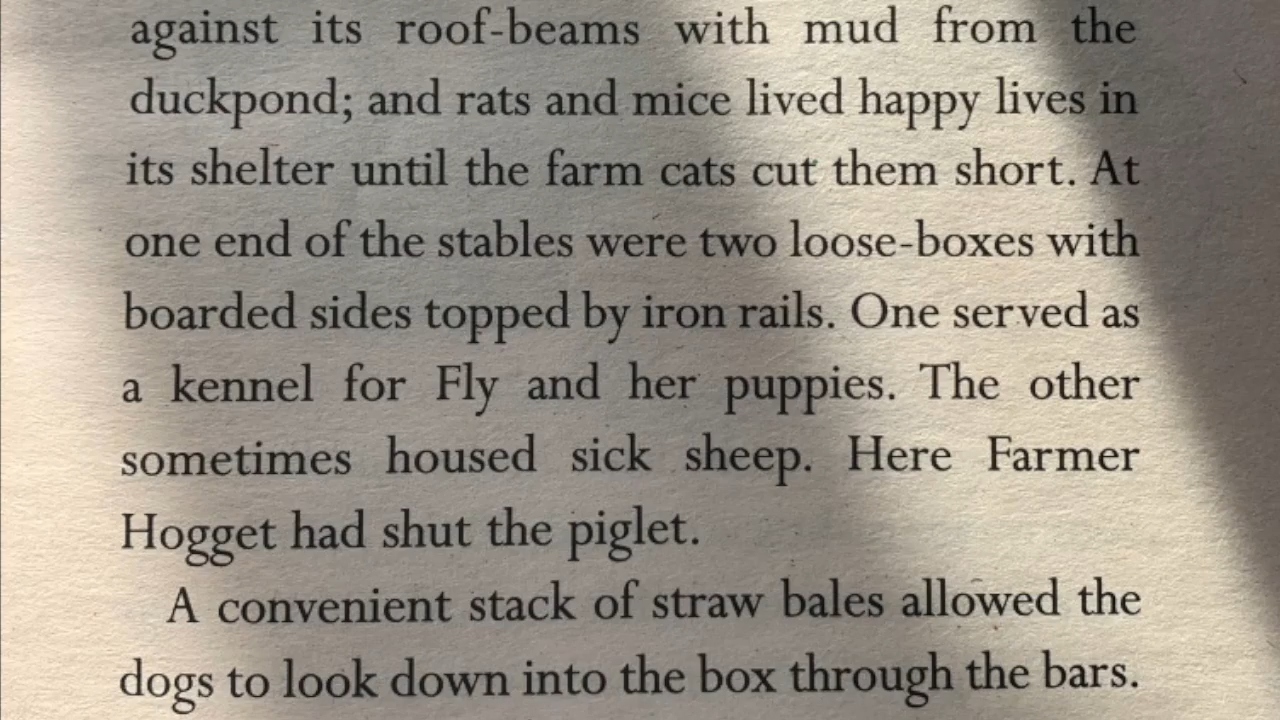 against its roof-beams with mud from the
duckpond; and rats and mice lived happy lives in
its shelter until the farm cats cut them short. At
one end of the stables were two loose-boxes with
boarded sides topped by iron rails. One served as
a kennel for Fly and her puppies. The other
sometimes housed sick sheep. Here Farmer
Hogget had shut the piglet.
A convenient stack of straw bales allowed the
dogs to look down into the box through the bars.